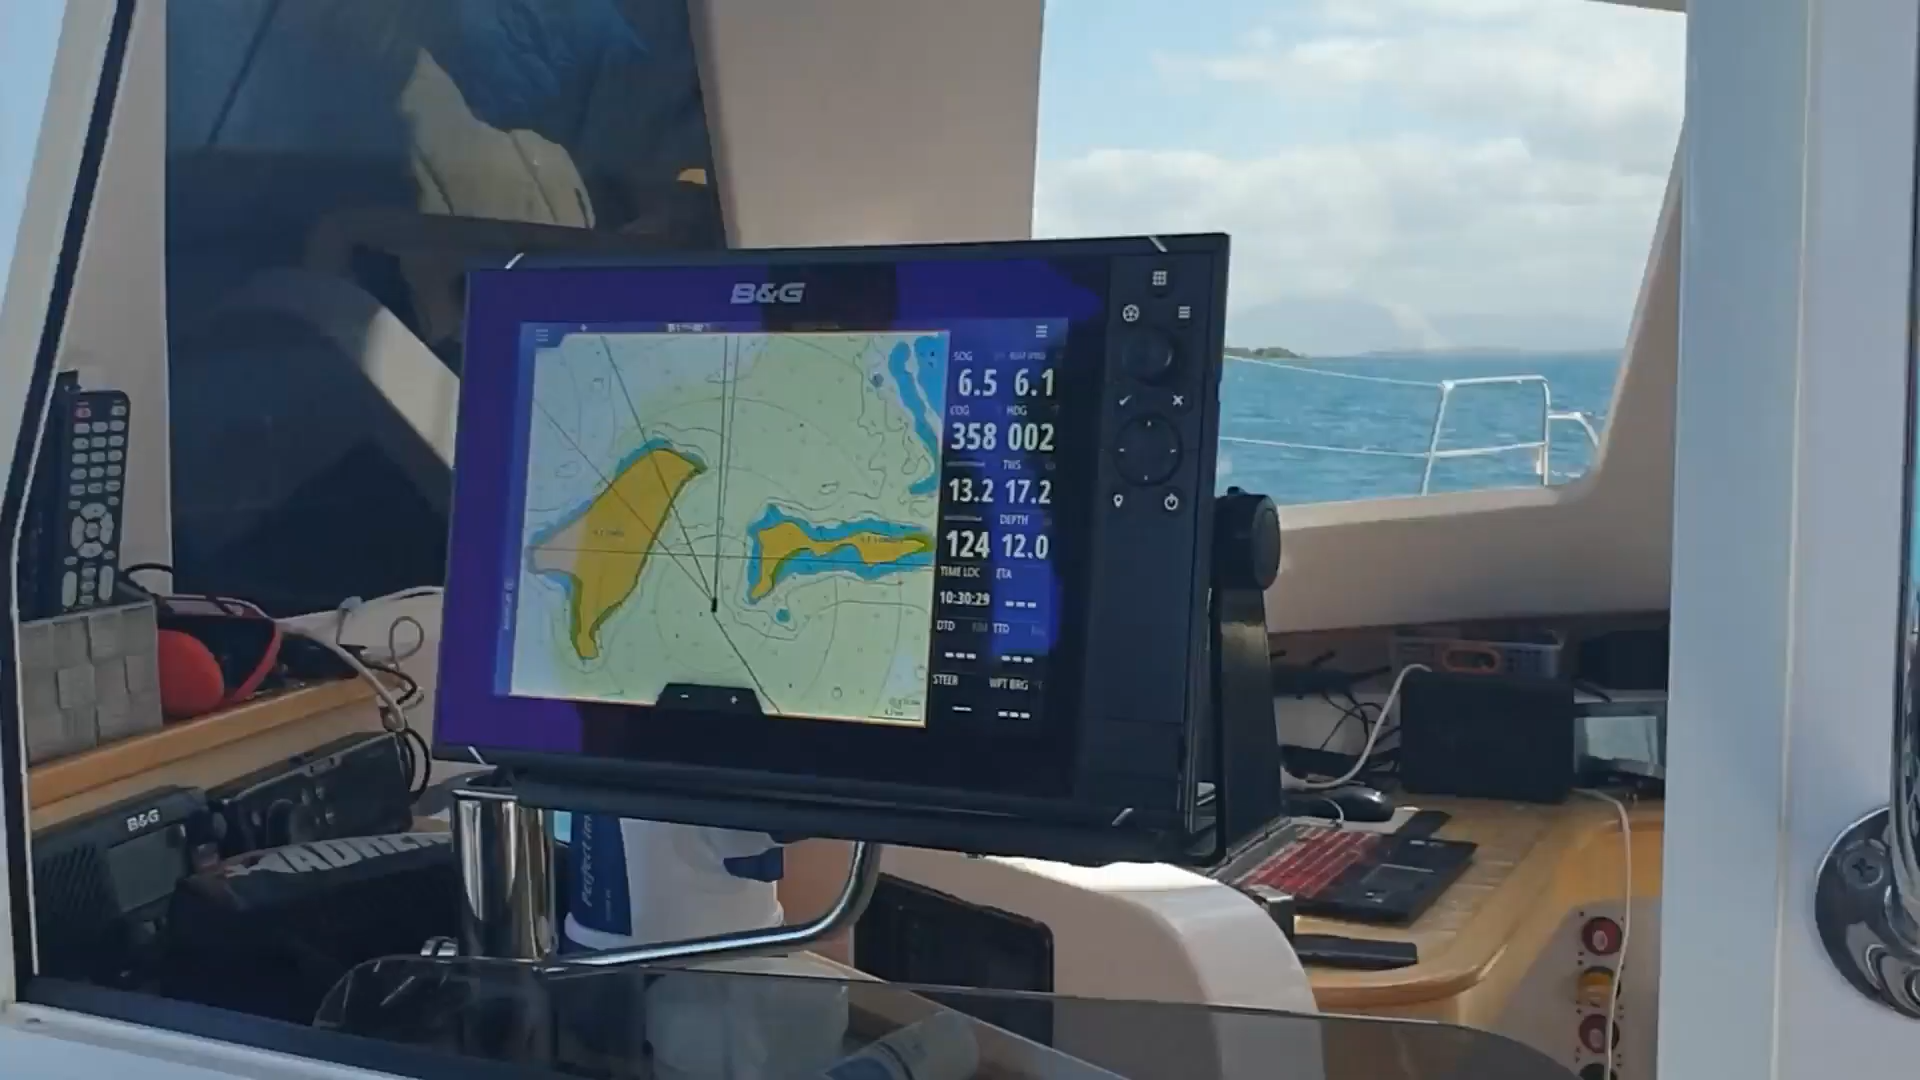 B&G
SOG
6.5 6.1
COG HDG
358 002
TWS
13.2 17.2
DEPTH
124 12.0
TIME LOC ETA
10:30:29 ---
DTD TTD
--- ---
STEER WPT BRG
--- ---
B&G
Perfect